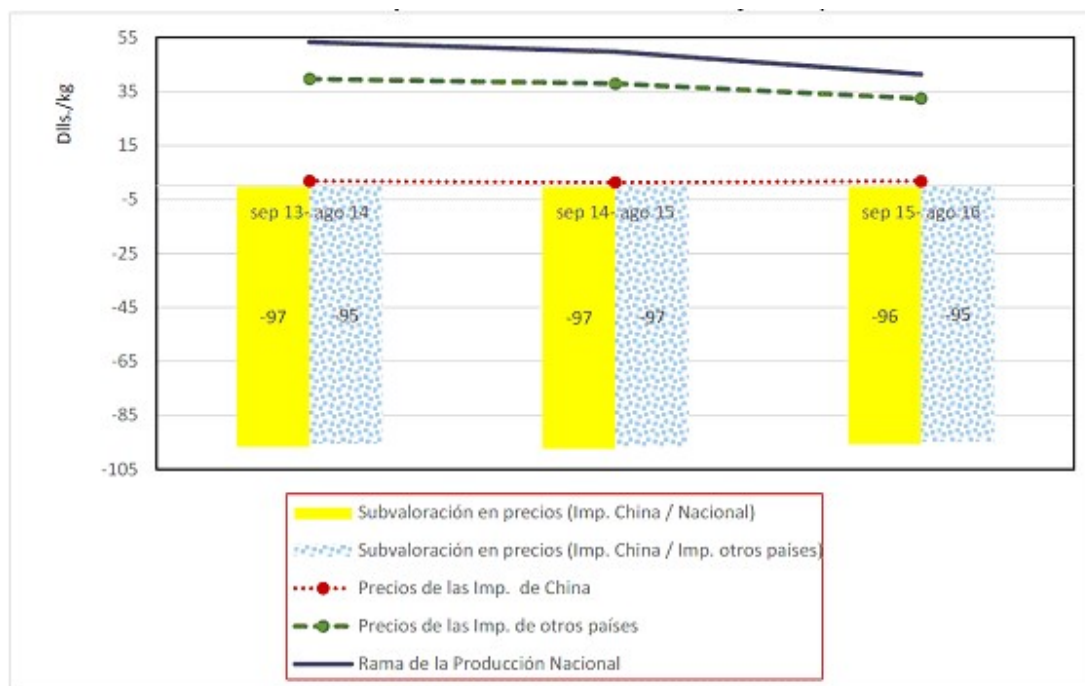 55
35
15
-5
-25
-45
-65
-85
-105
Dlls./kg
sep 13- ago 14
sep 14- ago 15
sep 15- ago 16
-97
-95
-97
-97
-96
-95
Subvaloración en precios (Imp. China / Nacional)
Subvaloración en precios (Imp. China / Imp. otros países)
Precios de las Imp. de China
Precios de las Imp. de otros países
Rama de la Producción Nacional